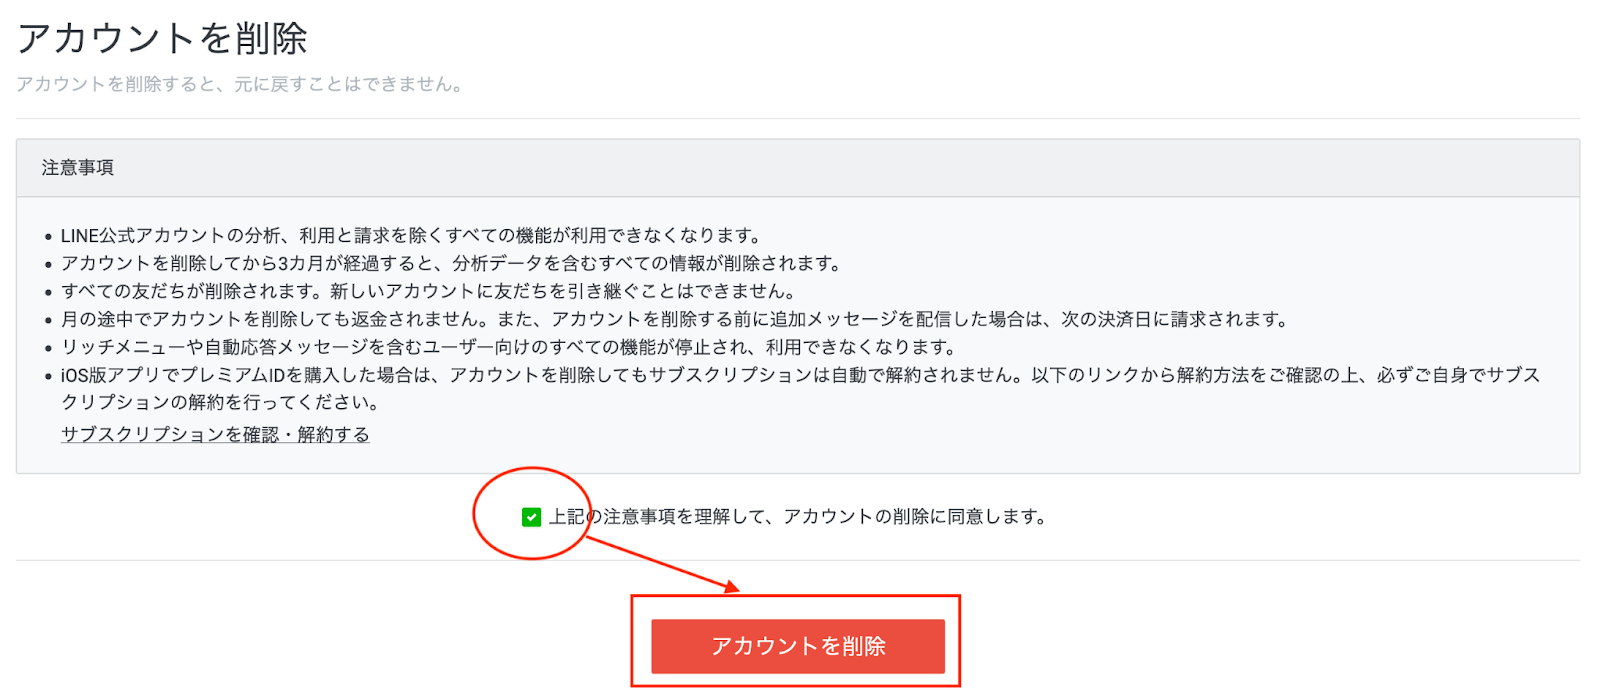 アカウントを削除
アカウントを削除すると、元に戻すことはできません。
注意事項
• LINE公式アカウントの分析、利用と請求を除くすべての機能が利用できなくなります。
• アカウントを削除してから3カ月が経過すると、分析データを含むすべての情報が削除されます。
• すべての友だちが削除されます。新しいアカウントに友だちを引き継ぐことはできません。
• 月の途中でアカウントを削除しても返金されません。また、アカウントを削除する前に追加メッセージを配信した場合は、次の決済日に請求されます。
• リッチメニューや自動応答メッセージを含むユーザー向けのすべての機能が停止され、利用できなくなります。
• iOS版アプリでプレミアムIDを購入した場合は、アカウントを削除してもサブスクリプションは自動で解約されません。以下のリンクから解約方法をご確認の上、必ずご自身でサブス
クリプションの解約を行ってください。
サブスクリプションを確認・解約する
上記の注意事項を理解して、アカウントの削除に同意します。
アカウントを削除